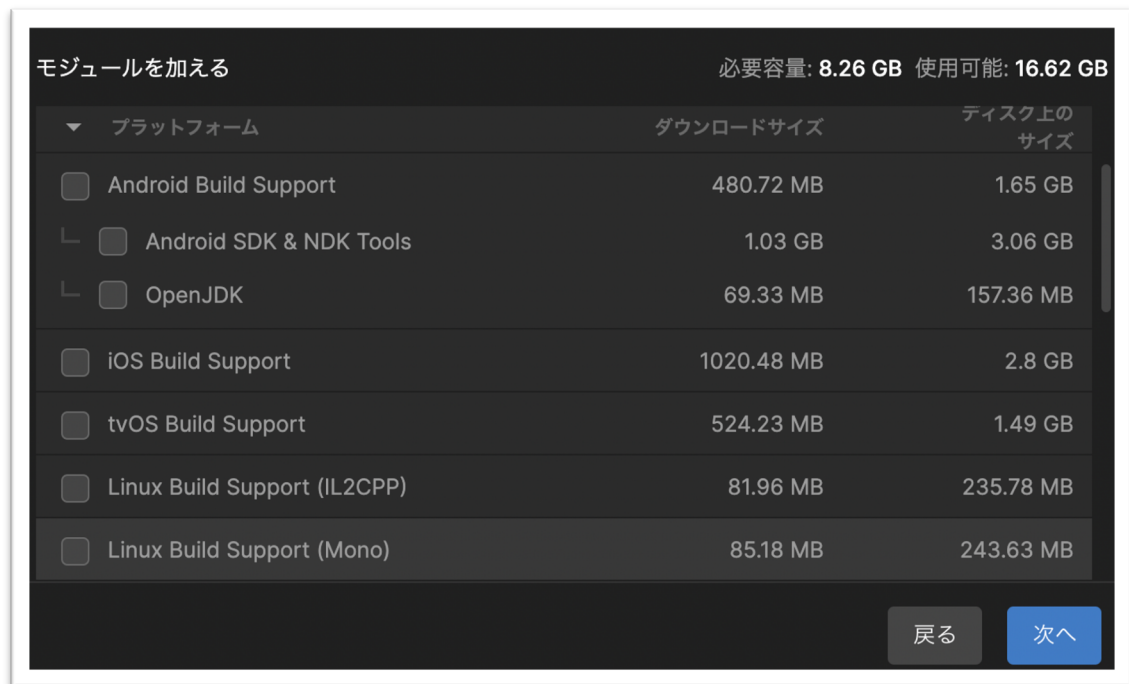 モジュールを加える 必要容量: 8.26 GB 使用可能: 16.62 GB
プラットフォーム ダウンロードサイズ ディスク上の
サイズ
Android Build Support 480.72 MB 1.65 GB
Android SDK & NDK Tools 1.03 GB 3.06 GB
OpenJDK 69.33 MB 157.36 MB
iOS Build Support 1020.48 MB 2.8 GB
tvOS Build Support 524.23 MB 1.49 GB
Linux Build Support (IL2CPP) 81.96 MB 235.78 MB
Linux Build Support (Mono) 85.18 MB 243.63 MB
戻る 次へ